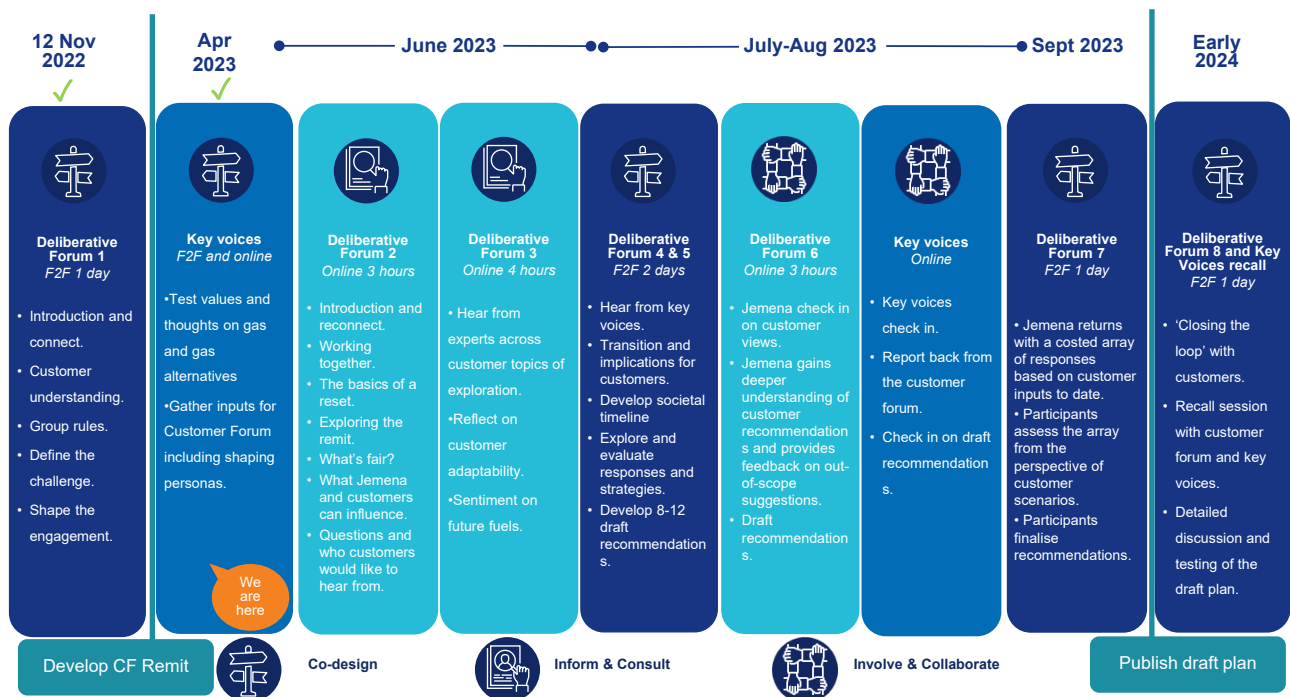 12 Nov
2022
Apr
2023
June 2023
July-Aug 2023
Sept 2023
Early
2024
Deliberative
Forum 1
F2F 1 day
• Introduction and
connect.
• Customer
understanding.
• Group rules.
• Define the
challenge.
• Shape the
engagement.
Key voices
F2F and online
•Test values and
thoughts on gas
and gas
alternatives
•Gather inputs for
Customer Forum
including shaping
personas.
We
are
here
Deliberative
Forum 2
Online 3 hours
• Introduction and
reconnect.
• Working
together.
• The basics of a
reset.
• Exploring the
remit.
• What's fair?
• What Jemena
and customers
can influence.
• Questions and
who customers
would like to
hear from.
Deliberative
Forum 3
Online 4 hours
• Hear from
experts across
customer topics of
exploration.
•Reflect on
customer
adaptability.
•Sentiment on
future fuels.
Deliberative
Forum 4 & 5
F2F 2 days
• Hear from key
voices.
• Transition and
implications for
customers.
• Develop societal
timeline
• Explore and
evaluate
responses and
strategies.
• Develop 8-12
draft
recommendation
s.
Deliberative
Forum 6
Online 3 hours
• Jemena check in
on customer
views.
• Jemena gains
deeper
understanding of
customer
recommendation
s and provides
feedback on out-
of-scope
suggestions.
• Draft
recommendation
s.
Key voices
Online
• Key voices
check in.
• Report back from
the customer
forum.
• Check in on draft
recommendation
s.
Deliberative
Forum 7
F2F 1 day
• Jemena returns
with a costed array
of responses
based on customer
inputs to date.
• Participants
assess the array
from the
perspective of
customer
scenarios.
• Participants
finalise
recommendations.
Deliberative
Forum 8 and Key
Voices recall
F2F 1 day
• ‘Closing the
loop’ with
customers.
• Recall session
with customer
forum and key
voices.
• Detailed
discussion and
testing of the
draft plan.
Develop CF Remit
Co-design
Inform & Consult
Involve & Collaborate
Publish draft plan